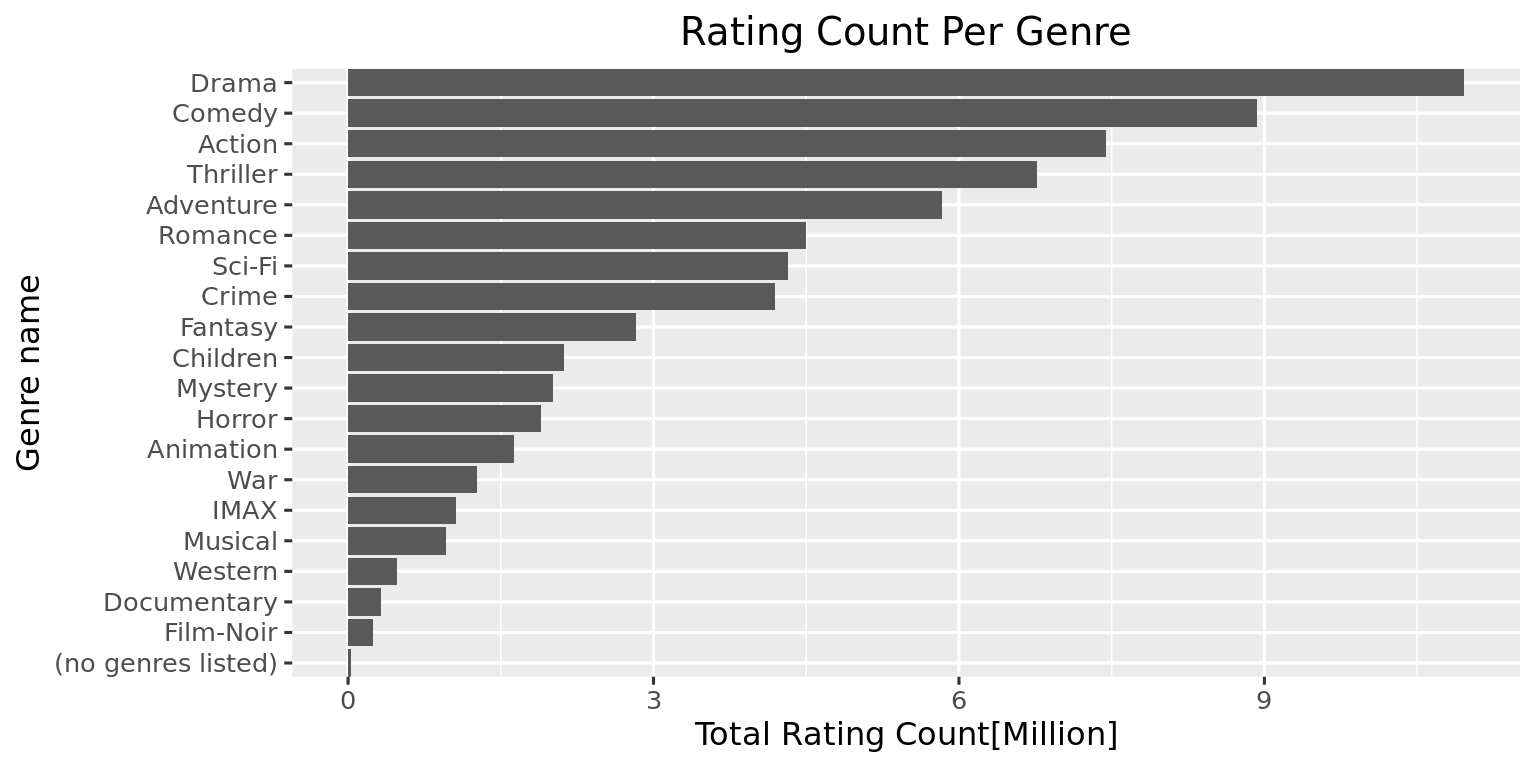 Rating Count Per Genre
Genre name
Drama
Comedy
Action
Thriller
Adventure
Romance
Sci-Fi
Crime
Fantasy
Children
Mystery
Horror
Animation
War
IMAX
Musical
Western
Documentary
Film-Noir
(no genres listed)
0 3 6 9
Total Rating Count[Million]